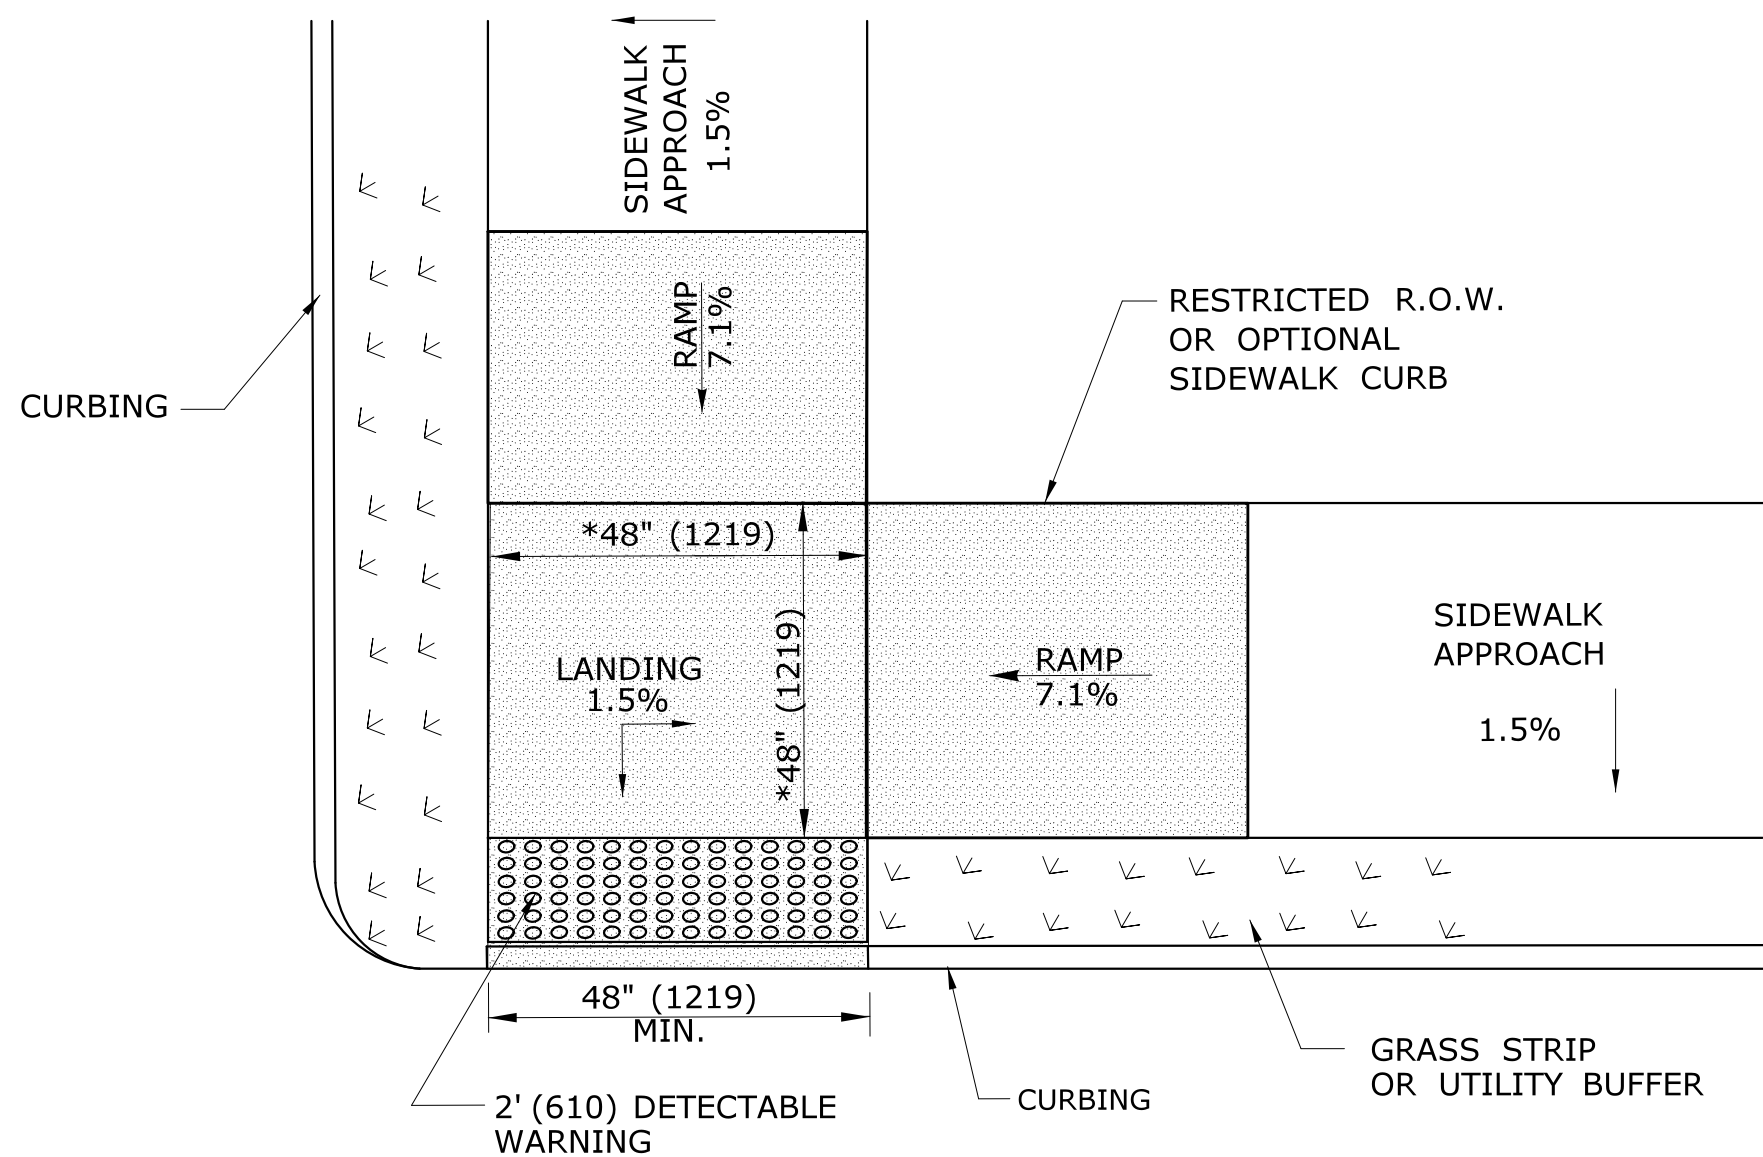 SIDEWALK
APPROACH
1.5%
RAMP
7.1%
RESTRICTED R.O.W.
OR OPTIONAL
SIDEWALK CURB
CURBING
*48" (1219)
*48" (1219)
LANDING
1.5%
RAMP
7.1%
SIDEWALK
APPROACH
1.5%
48" (1219)
MIN.
GRASS STRIP
OR UTILITY BUFFER
CURBING
2' (610) DETECTABLE
WARNING